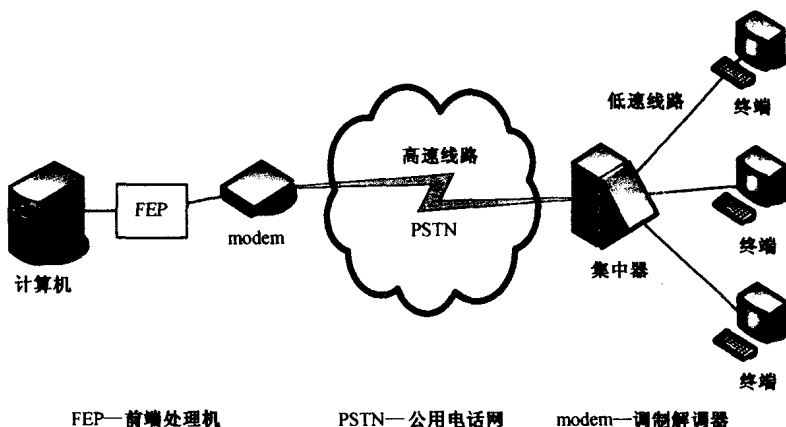 低速线路
终端
高速线路
FEP
PSTN
modem
计算机
集中器
终端
终端
FEP—前端处理机
PSTN—公用电话网
modem—调制解调器